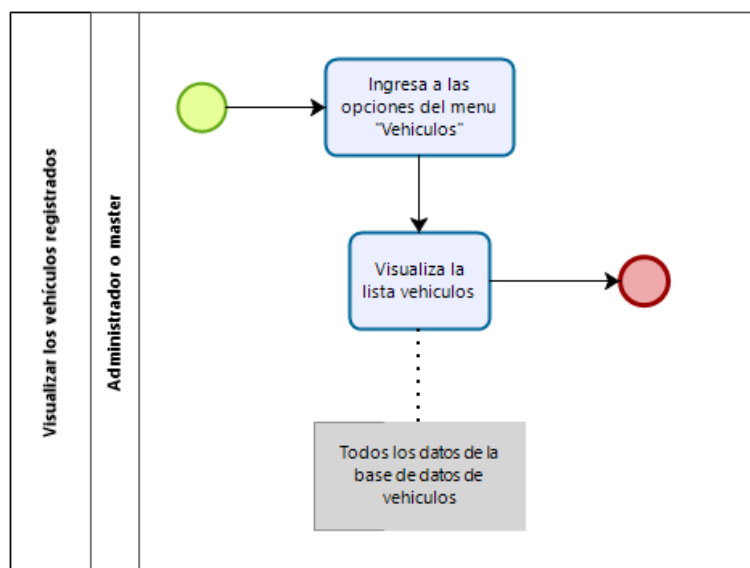 Visualizar los vehículos registrados
Administrador o master
Ingresa a las
opciones del menu
"Vehiculos"
Visualiza la
lista vehiculos
Todos los datos de la
base de datos de
vehiculos